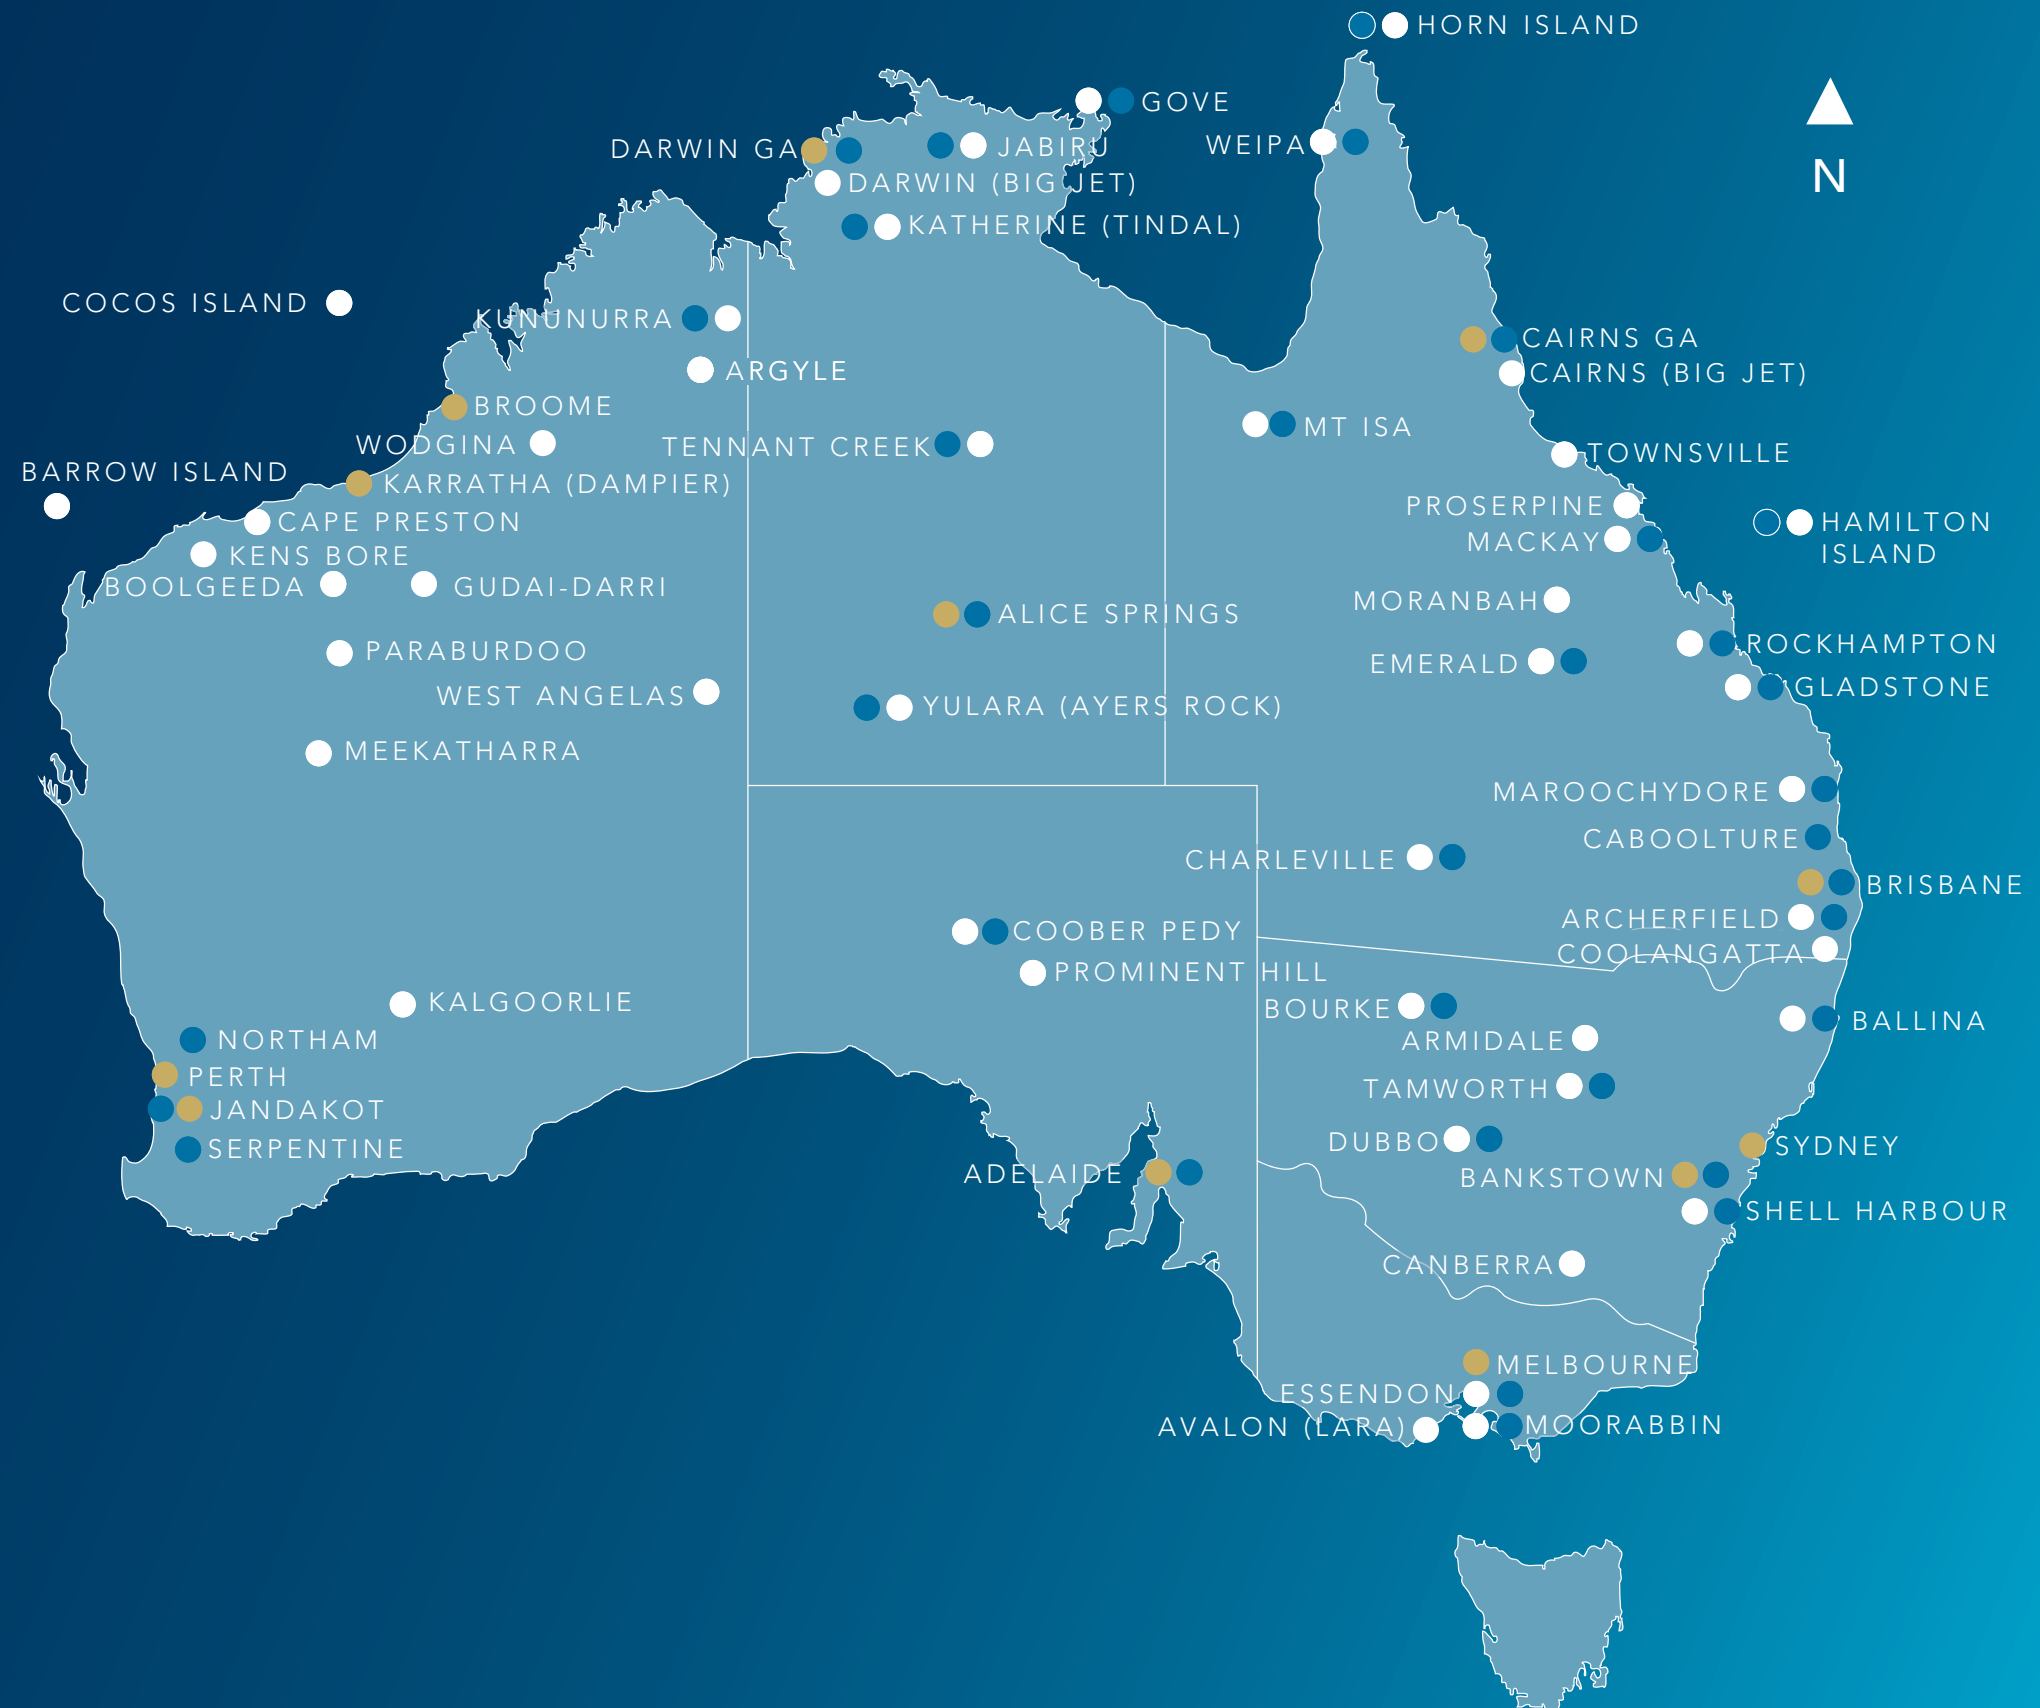 HORN ISLAND
GOVE
DARWIN GA
JABIRU
WEIPA
N
DARWIN (BIG JET)
KATHERINE (TINDAL)
COCOS ISLAND
KUNUNURRA
CAIRNS GA
ARGYLE
CAIRNS (BIG JET)
BROOME
MT ISA
WODGINA
TENNANT CREEK
TOWNSVILLE
BARROW ISLAND
KARRATHA (DAMPIER)
PROSERPINE
CAPE PRESTON
HAMILTON
ISLAND
MACKAY
KENS BORE
BOOLGEEDA
GUDAI-DARRI
MORANBAH
ALICE SPRINGS
ROCKHAMPTON
PARABURDOO
EMERALD
GLADSTONE
WEST ANGELAS
YULARA (AYERS ROCK)
MEEKATHARRA
MAROOCHYDORE
CABOOLTURE
CHARLEVILLE
BRISBANE
ARCHERFIELD
COOBER PEDY
COOLANGATTA
PROMINENT HILL
KALGOORLIE
BOURKE
BALLINA
NORTHAM
ARMIDALE
PERTH
TAMWORTH
JANDAKOT
DUBBO
SYDNEY
SERPENTINE
ADELAIDE
BANKSTOWN
SHELL HARBOUR
CANBERRA
MELBOURNE
ESSENDON
AVALON (LARA)
MOORABBIN